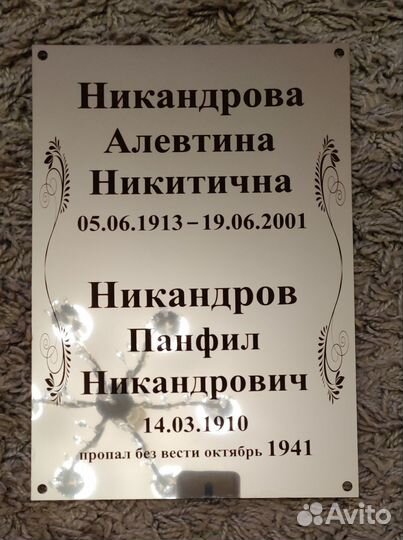 Никандрова
Алевтина
Никитична
05.06.1913 – 19.06.2001
Никандров
Панфил
Никандрович
14.03.1910
пропал без вести октябрь 1941
Avito